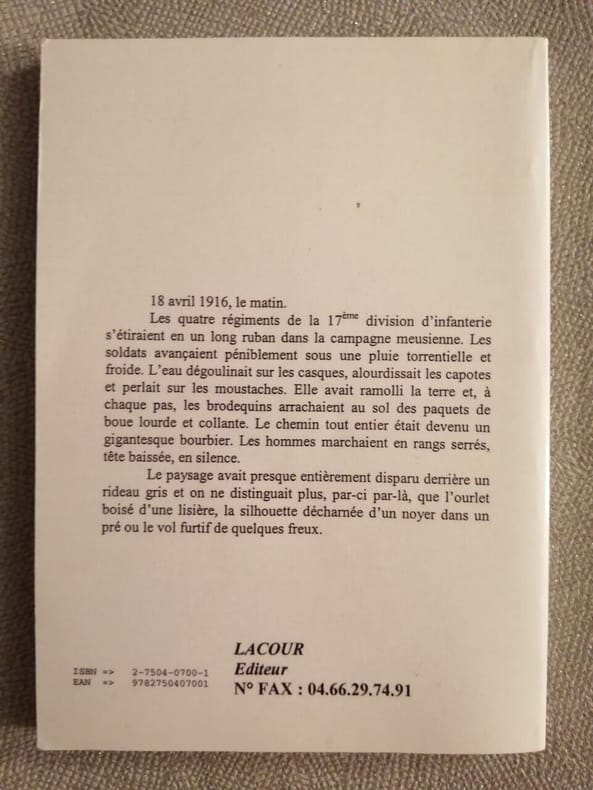 18 avril 1916, le matin.
Les quatre régiments de la 17ème division d’infanterie
s’étiraient en un long ruban dans la campagne meusienne. Les
soldats avançaient péniblement sous une pluie torrentielle et
froide. L’eau dégoulinait sur les casques, alourdissait les capotes
et perlait sur les moustaches. Elle avait ramolli la terre et, à
chaque pas, les brodequins arrachaient au sol des paquets de
boue lourde et collante. Le chemin tout entier était devenu un
gigantesque bourbier. Les hommes marchaient en rangs serrés,
tête baissée, en silence.
Le paysage avait presque entièrement disparu derrière un
rideau gris et on ne distinguait plus, par-ci par-là, que l’ourlet
boisé d’une lisière, la silhouette décharnée d’un noyer dans un
pré ou le vol furtif de quelques freux.
LACOUR
Editeur
N° FAX : 04.66.29.74.91
ISBN => 2-7504-0700-1
EAN => 9782750407001